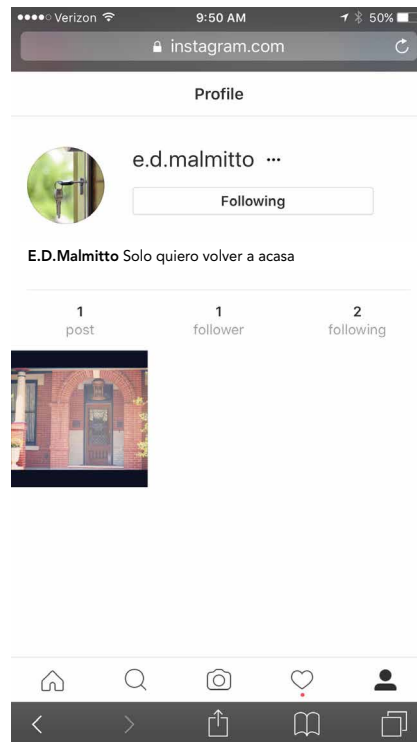 Verizon 9:50 AM 50%
instagram.com
Profile
e.d.malmitto ...
Following
E.D.Malmitto Solo quiero volver a acasa
1 1 2
post follower following